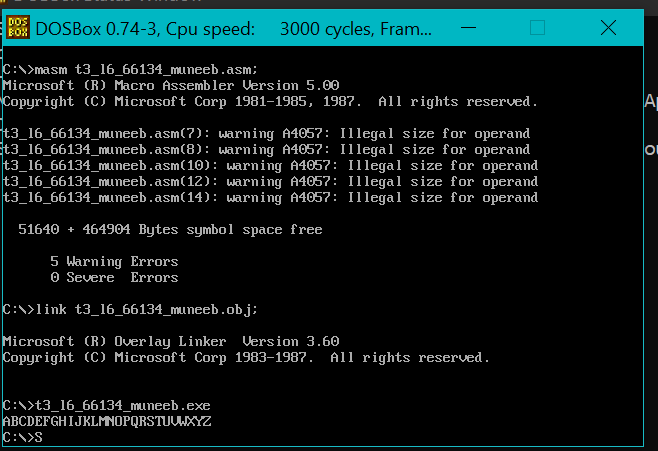 DOS BOX
DOSBox 0.74-3, Cpu speed: 3000 cycles, Fram...
C:\>masm t3_l6_66134_muneeb.asm;
Microsoft (R) Macro Assembler Version 5.00
Copyright (C) Microsoft Corp 1981-1985, 1987. All rights reserved.
t3_l6_66134_muneeb.asm(7): warning A4057: Illegal size for operand
t3_l6_66134_muneeb.asm(8): warning A4057: Illegal size for operand
t3_l6_66134_muneeb.asm(10): warning A4057: Illegal size for operand
t3_l6_66134_muneeb.asm(12): warning A4057: Illegal size for operand
t3_l6_66134_muneeb.asm(14): warning A4057: Illegal size for operand
51640 + 464904 Bytes symbol space free
5 Warning Errors
0 Severe Errors
C:\>link t3_l6_66134_muneeb.obj;
Microsoft (R) Overlay Linker Version 3.60
Copyright (C) Microsoft Corp 1983-1987. All rights reserved.
C:\>t3_l6_66134_muneeb.exe
ABCDEFGHIJKLMNOPQRSTUVWXYZ
C:\>S